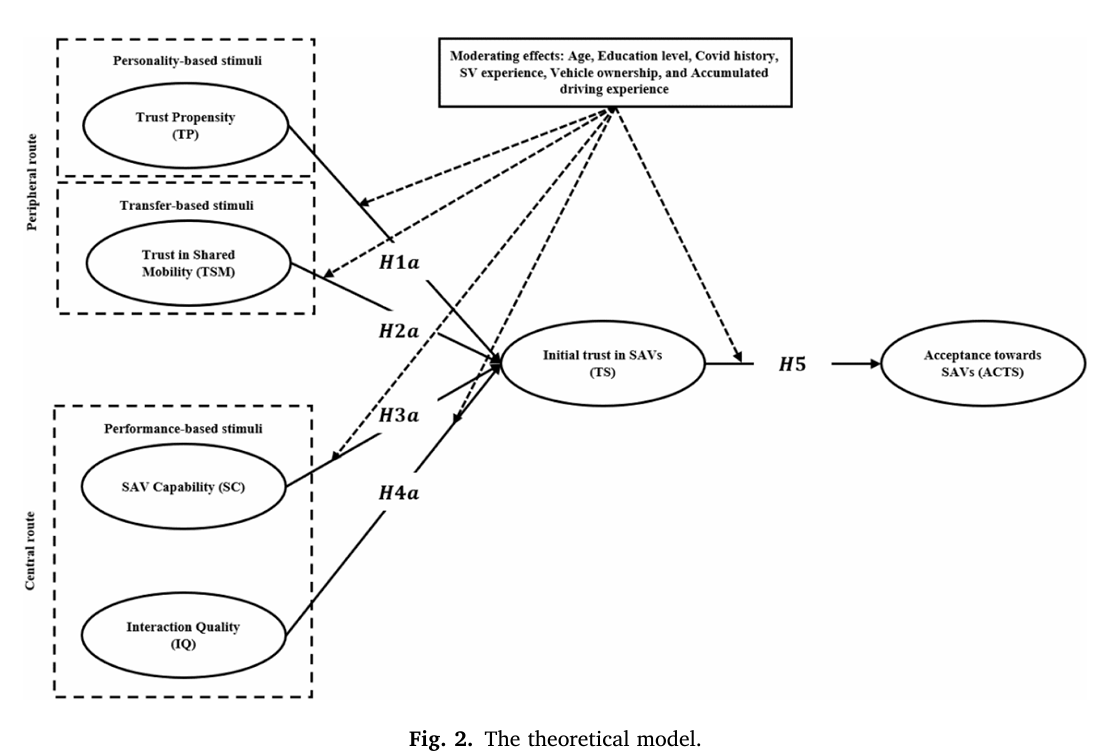 Peripheral route
Personality-based stimuli
Trust Propensity
(TP)
Transfer-based stimuli
Trust in Shared
Mobility (TSM)
Moderating effects: Age, Education level, Covid history,
SV experience, Vehicle ownership, and Accumulated
driving experience
H1a
H2a
H3a
H4a
Initial trust in SAVs
(TS)
H5
Acceptance towards
SAVs (ACTS)
Central route
Performance-based stimuli
SAV Capability (SC)
Interaction Quality
(IQ)
Fig. 2. The theoretical model.